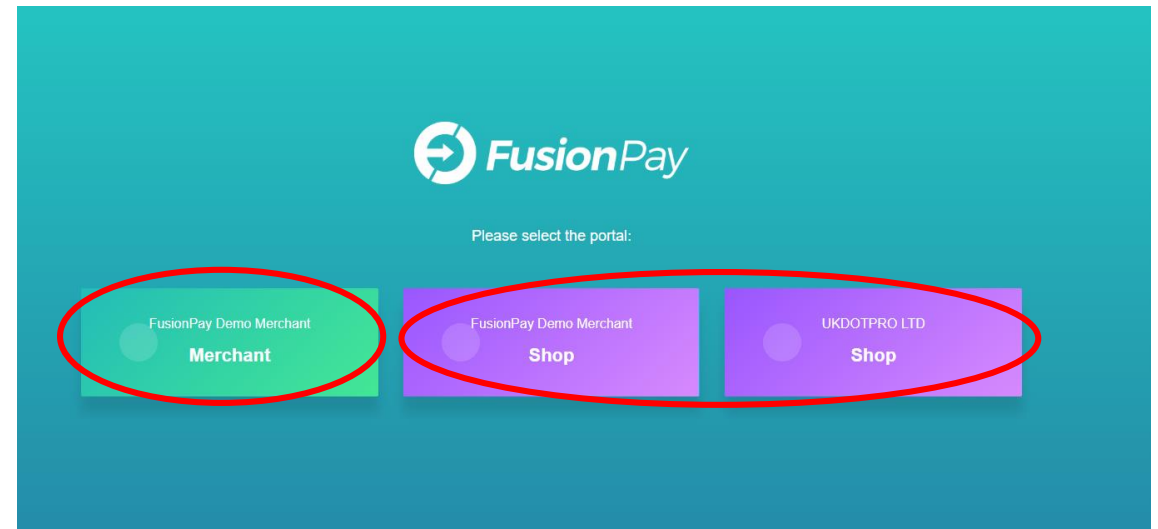 FusionPay
Please select the portal:
FusionPay Demo Merchant
Merchant
FusionPay Demo Merchant
Shop
UKDOTPRO LTD
Shop